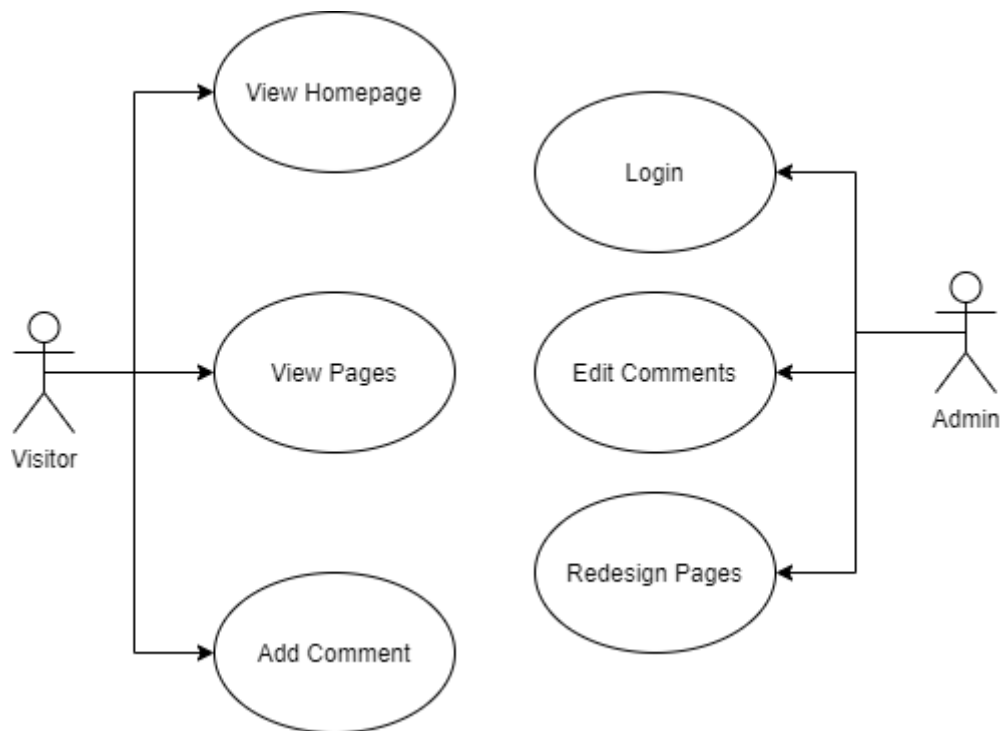 View Homepage
Login
View Pages
Edit Comments
Admin
Visitor
Redesign Pages
Add Comment